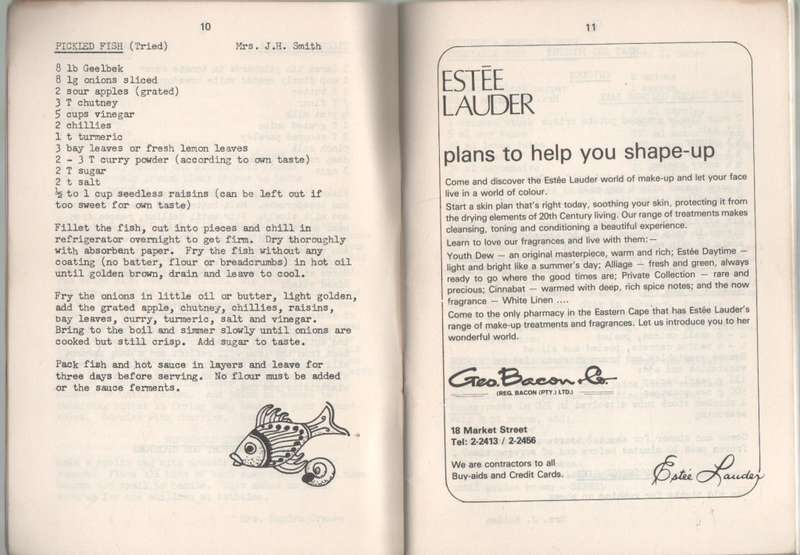 10
PICKLED FISH (Tried) Mrs. J.H. Smith
8 lb Geelbek
8 lg onions sliced
2 sour apples (grated)
3 T chutney
5 cups vinegar
2 chillies
1 t turmeric
3 bay leaves or fresh lemon leaves
2 - 3 T curry powder (according to own taste)
2 T sugar
2 t salt
½ to 1 cup seedless raisins (can be left out if
too sweet for own taste)
Fillet the fish, cut into pieces and chill in
refrigerator overnight to get firm. Dry thoroughly
with absorbent paper. Fry the fish without any
coating (no batter, flour or breadcrumbs) in hot oil
until golden brown, drain and leave to cool.
Fry the onions in little oil or butter, light golden,
add the grated apple, chutney, chillies, raisins,
bay leaves, curry, turmeric, salt and vinegar.
Bring to the boil and simmer slowly until onions are
cooked but still crisp. Add sugar to taste.
Pack fish and hot sauce in layers and leave for
three days before serving. No flour must be added
or the sauce ferments.
11
ESTĒE
LAUDER
plans to help you shape-up
Come and discover the Estée Lauder world of make-up and let your face
live in a world of colour.
Start a skin plan that's right today, soothing your skin, protecting it from
the drying elements of 20th Century living. Our range of treatments makes
cleansing, toning and conditioning a beautiful experience.
Learn to love our fragrances and live with them:—
Youth Dew — an original masterpiece, warm and rich; Estée Daytime —
light and bright like a summer's day; Alliage — fresh and green, always
ready to go where the good times are; Private Collection — rare and
precious; Cinnabat — warmed with deep, rich spice notes; and the now
fragrance — White Linen ....
Come to the only pharmacy in the Eastern Cape that has Estée Lauder's
range of make-up treatments and fragrances. Let us introduce you to her
wonderful world.
Geo. Bacon & Co.
(REG. BACON (PTY.) LTD.)
18 Market Street
Tel: 2-2413 / 2-2456
We are contractors to all
Buy-aids and Credit Cards.
Estée Lauder